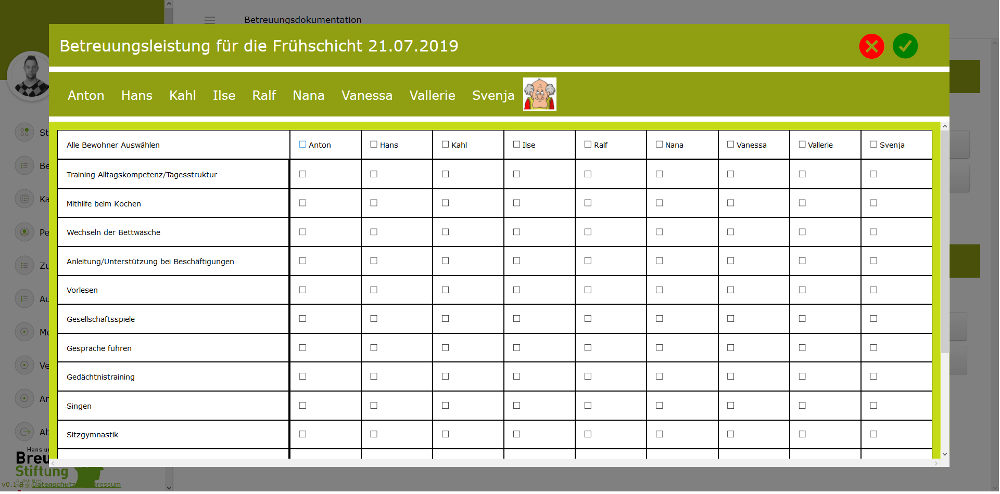 Betreuungsdokumentation
Betreuungsleistung für die Frühschicht 21.07.2019
Anton Hans Kahl Ilse Ralf Nana Vanessa Vallerie Svenja
Alle Bewohner Auswählen Anton Hans Kahl Ilse Ralf Nana Vanessa Vallerie Svenja
Training Alltagskompetenz/Tagesstruktur
Mithilfe beim Kochen
Wechseln der Bettwäsche
Anleitung/Unterstützung bei Beschäftigungen
Vorlesen
Gesellschaftsspiele
Gespräche führen
Gedächtnistraining
Singen
Sitzgymnastik
St
Be
Ka
Pe
Zu
Au
Me
Ve
Ar
Ab
Hans u
Breu
Stiftung
v0.1.8 | Datenschutz pressum